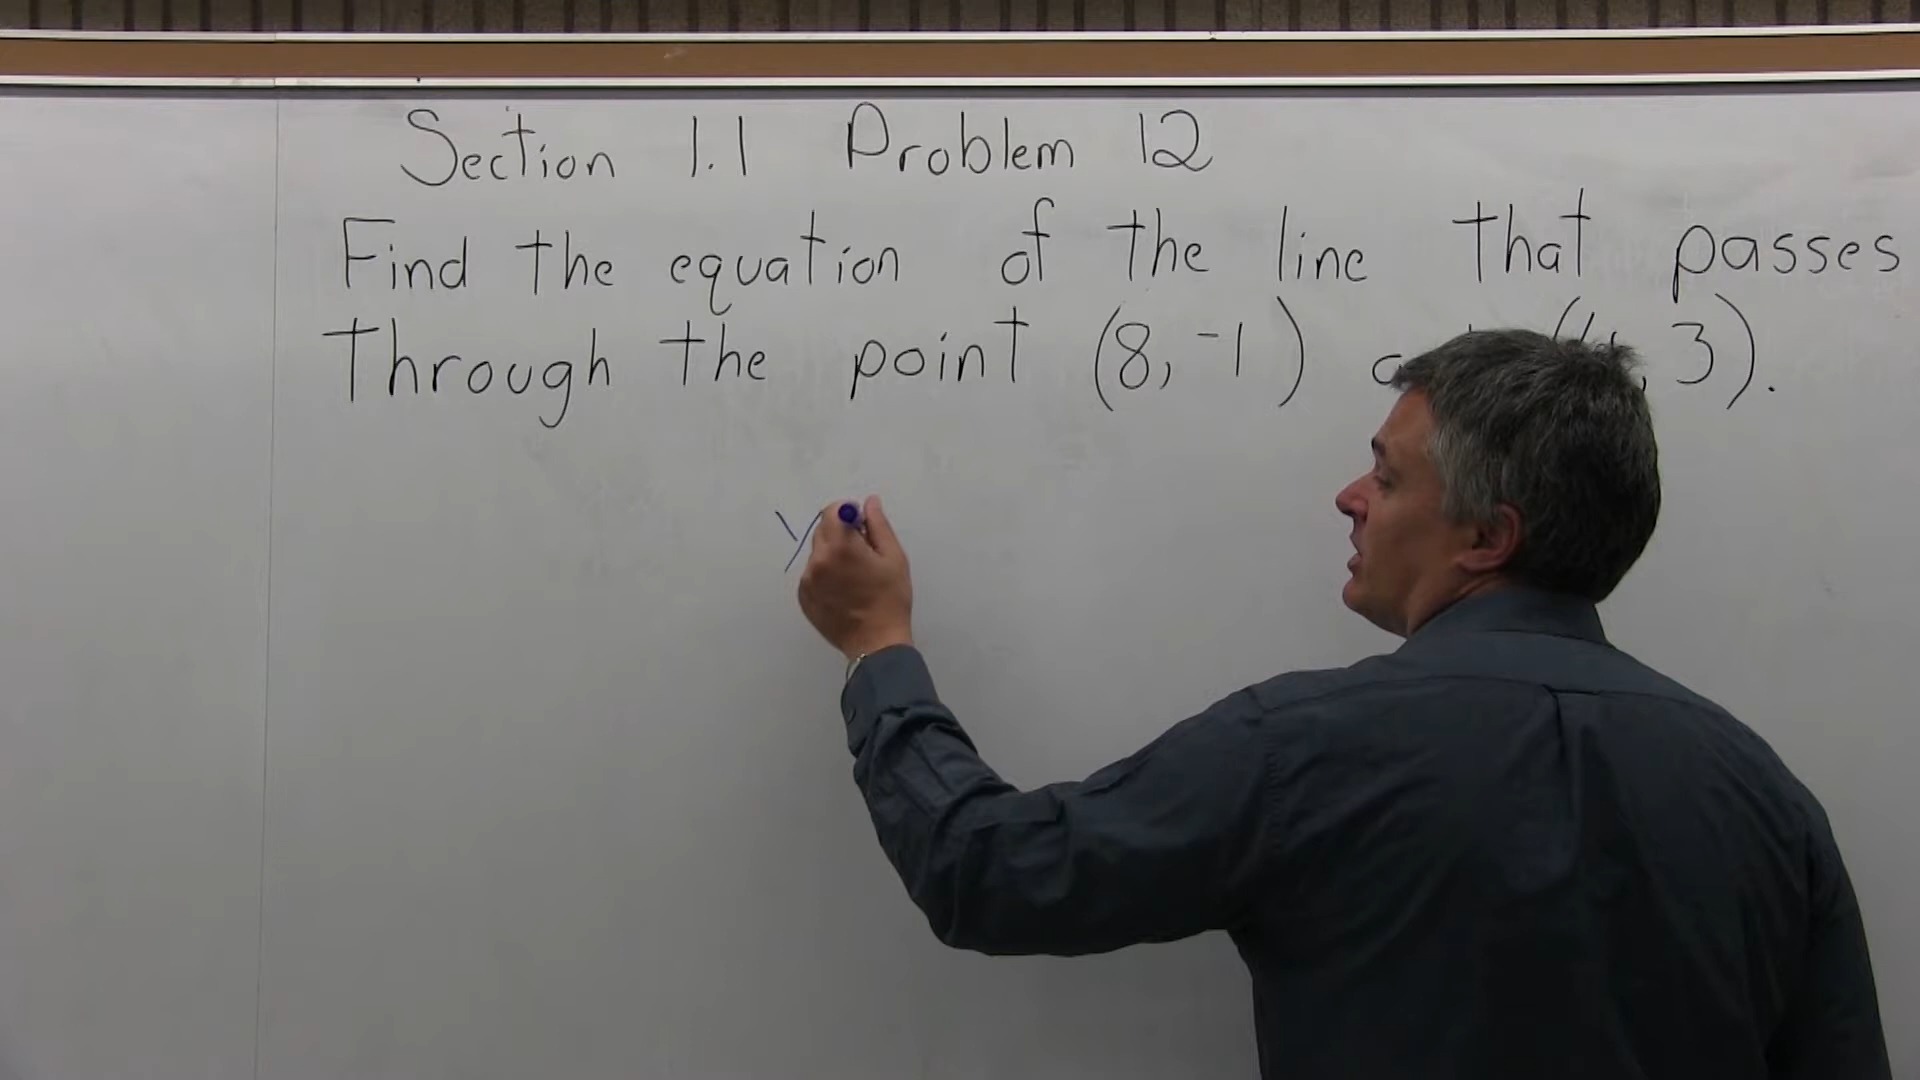 Section 1.1 Problem 12
Find the equation of the line that passes
through the point (8, -1) , 3).
y